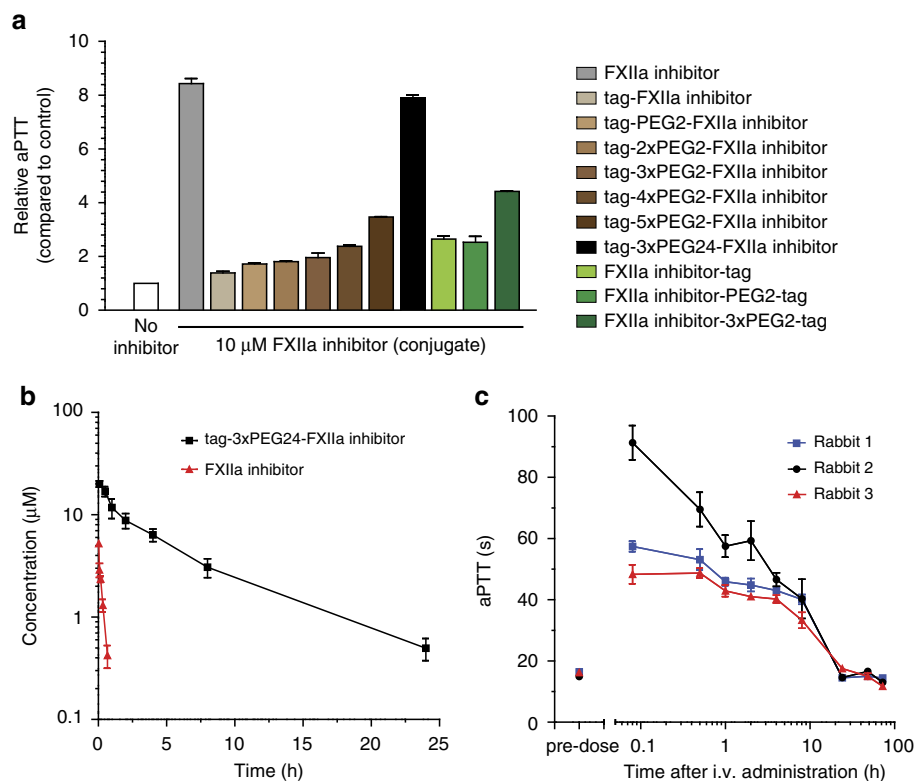 a
Relative aPTT
(compared to control)
10
8
6
4
2
0
No
inhibitor
10 μM FXIIa inhibitor (conjugate)
FXIIa inhibitor
tag-FXIIa inhibitor
tag-PEG2-FXIIa inhibitor
tag-2xPEG2-FXIIa inhibitor
tag-3xPEG2-FXIIa inhibitor
tag-4xPEG2-FXIIa inhibitor
tag-5xPEG2-FXIIa inhibitor
tag-3xPEG24-FXIIa inhibitor
FXIIa inhibitor-tag
FXIIa inhibitor-PEG2-tag
FXIIa inhibitor-3xPEG2-tag
b
Concentration (μM)
100
10
1
0.1
tag-3xPEG24-FXIIa inhibitor
FXIIa inhibitor
0 5 10 15 20 25
Time (h)
c
aPTT (s)
100
80
60
40
20
0
Rabbit 1
Rabbit 2
Rabbit 3
pre-dose 0.1 1 10 100
Time after i.v. administration (h)